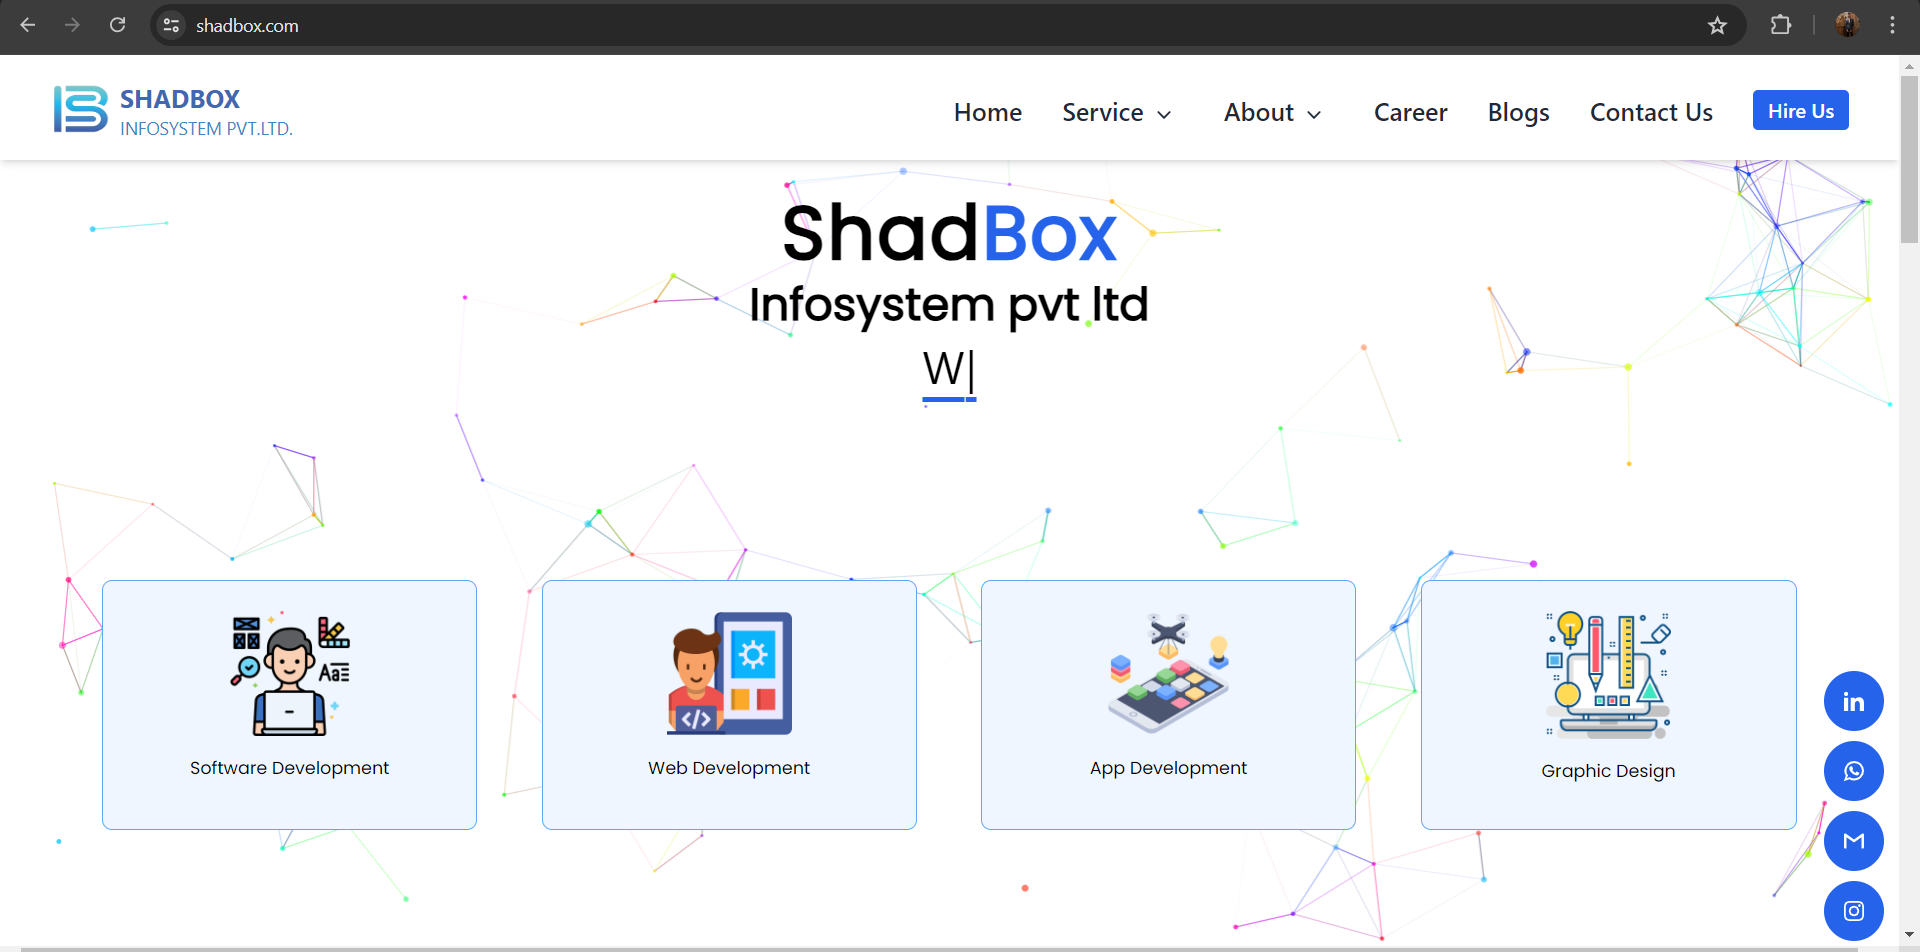 shadbox.com
SHADBOX
INFOSYSTEM PVT.LTD.
Home Service About Career Blogs Contact Us Hire Us
ShadBox
Infosystem pvt ltd
W|
Aa
Software Development
</>
Web Development
App Development
Graphic Design
in